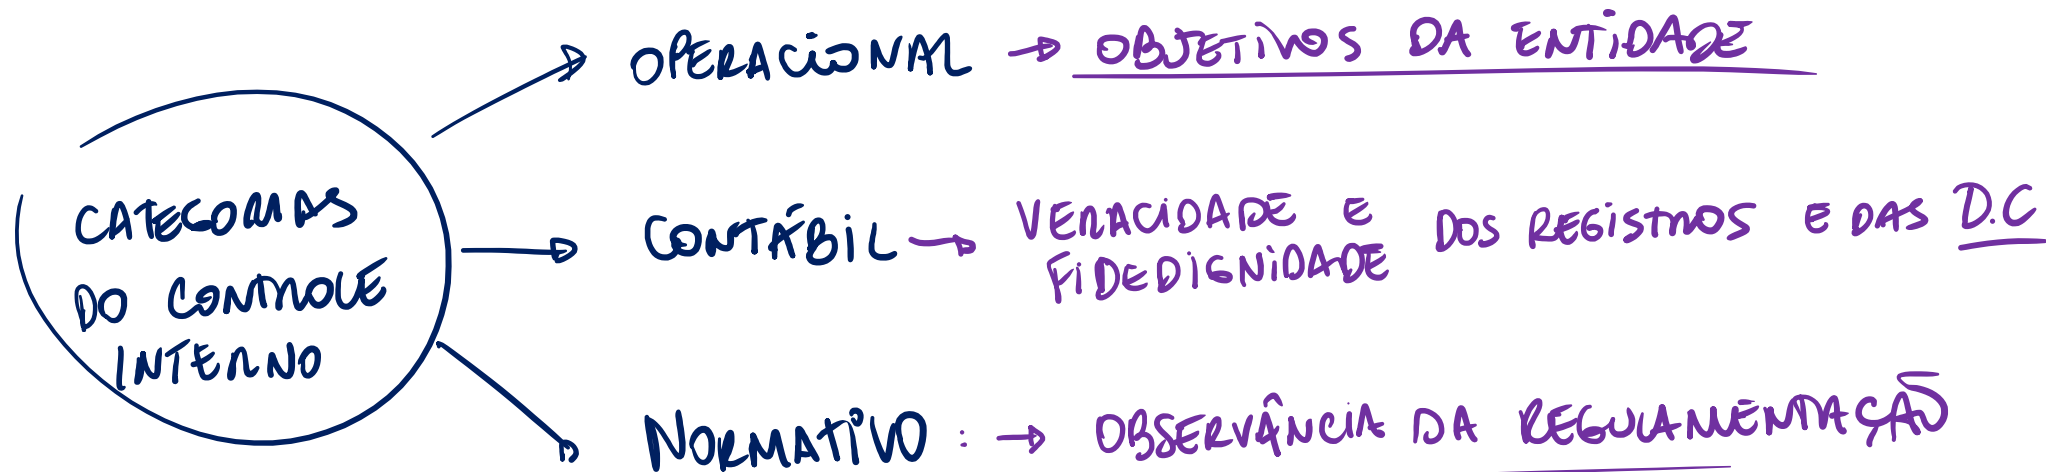 CATEGORIAS
DO CONTROLE
INTERNO
OPERACIONAL → OBJETIVOS DA ENTIDADE
CONTÁBIL → VERACIDADE E
FIDEDIGNIDADE DOS REGISTROS E DAS D.C
NORMATIVO : → OBSERVÂNCIA DA REGULAMENTAÇÃO